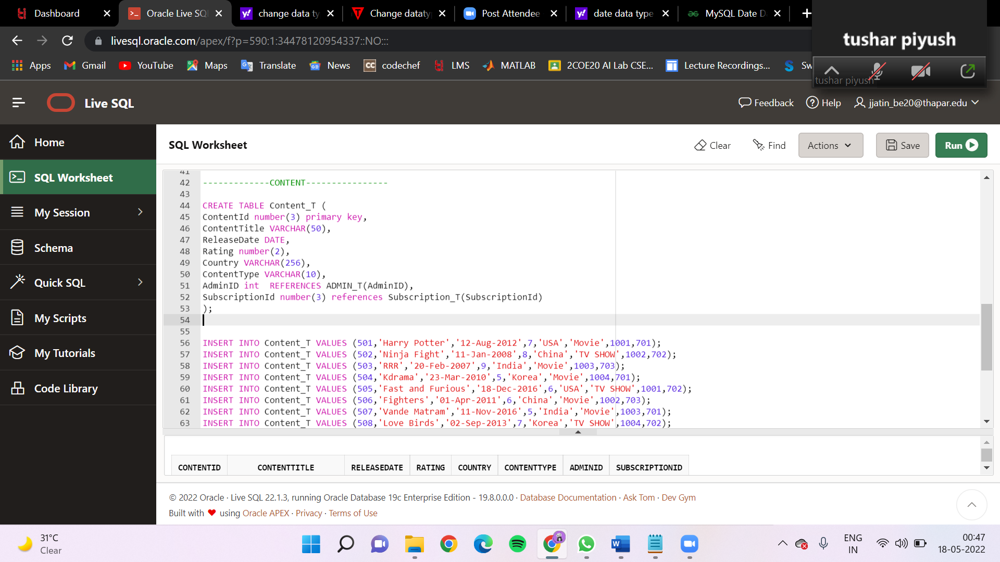 Dashboard
Oracle Live SQL
change data ty
Change dataty
Post Attendee
date data type
MySQL Date D
livesql.oracle.com/apex/f?p=590:1:34478120954337::NO:::
tushar piyush
tushar piyush
Apps
Gmail
YouTube
Maps
Translate
News
codechef
LMS
MATLAB
2COE20 AI Lab CSE...
Lecture Recordings...
Sw
Live SQL
Feedback
Help
jjatin_be20@thapar.edu
Home
SQL Worksheet
My Session
Schema
Quick SQL
My Scripts
My Tutorials
Code Library
SQL Worksheet
Clear
Find
Actions
Save
Run
41
42 -------------CONTENT----------------
43
44 CREATE TABLE Content_T (
45 ContentId number(3) primary key,
46 ContentTitle VARCHAR(50),
47 ReleaseDate DATE,
48 Rating number(2),
49 Country VARCHAR(256),
50 ContentType VARCHAR(10),
51 AdminID int  REFERENCES ADMIN_T(AdminID),
52 SubscriptionId number(3) references Subscription_T(SubscriptionId)
53 );
54
55
56 INSERT INTO Content_T VALUES (501,'Harry Potter','12-Aug-2012',7,'USA','Movie',1001,701);
57 INSERT INTO Content_T VALUES (502,'Ninja Fight','11-Jan-2008',8,'China','TV SHOW',1002,702);
58 INSERT INTO Content_T VALUES (503,'RRR','20-Feb-2007',9,'India','Movie',1003,703);
59 INSERT INTO Content_T VALUES (504,'Kdrama','23-Mar-2010',5,'Korea','Movie',1004,701);
60 INSERT INTO Content_T VALUES (505,'Fast and Furious','18-Dec-2016',6,'USA','TV SHOW',1001,702);
61 INSERT INTO Content_T VALUES (506,'Fighters','01-Apr-2011',6,'China','Movie',1002,703);
62 INSERT INTO Content_T VALUES (507,'Vande Matram','11-Nov-2016',5,'India','Movie',1003,701);
63 INSERT INTO Content_T VALUES (508,'Love Birds','02-Sep-2013',7,'Korea','TV SHOW',1004,702);
CONTENTID CONTENTTITLE RELEASEDATE RATING COUNTRY CONTENTTYPE ADMINID SUBSCRIPTIONID
© 2022 Oracle · Live SQL 22.1.3, running Oracle Database 19c Enterprise Edition - 19.8.0.0.0 · Database Documentation · Ask Tom · Dev Gym
Built with ❤ using Oracle APEX · Privacy · Terms of Use
31°C
Clear
ENG
IN
00:47
18-05-2022